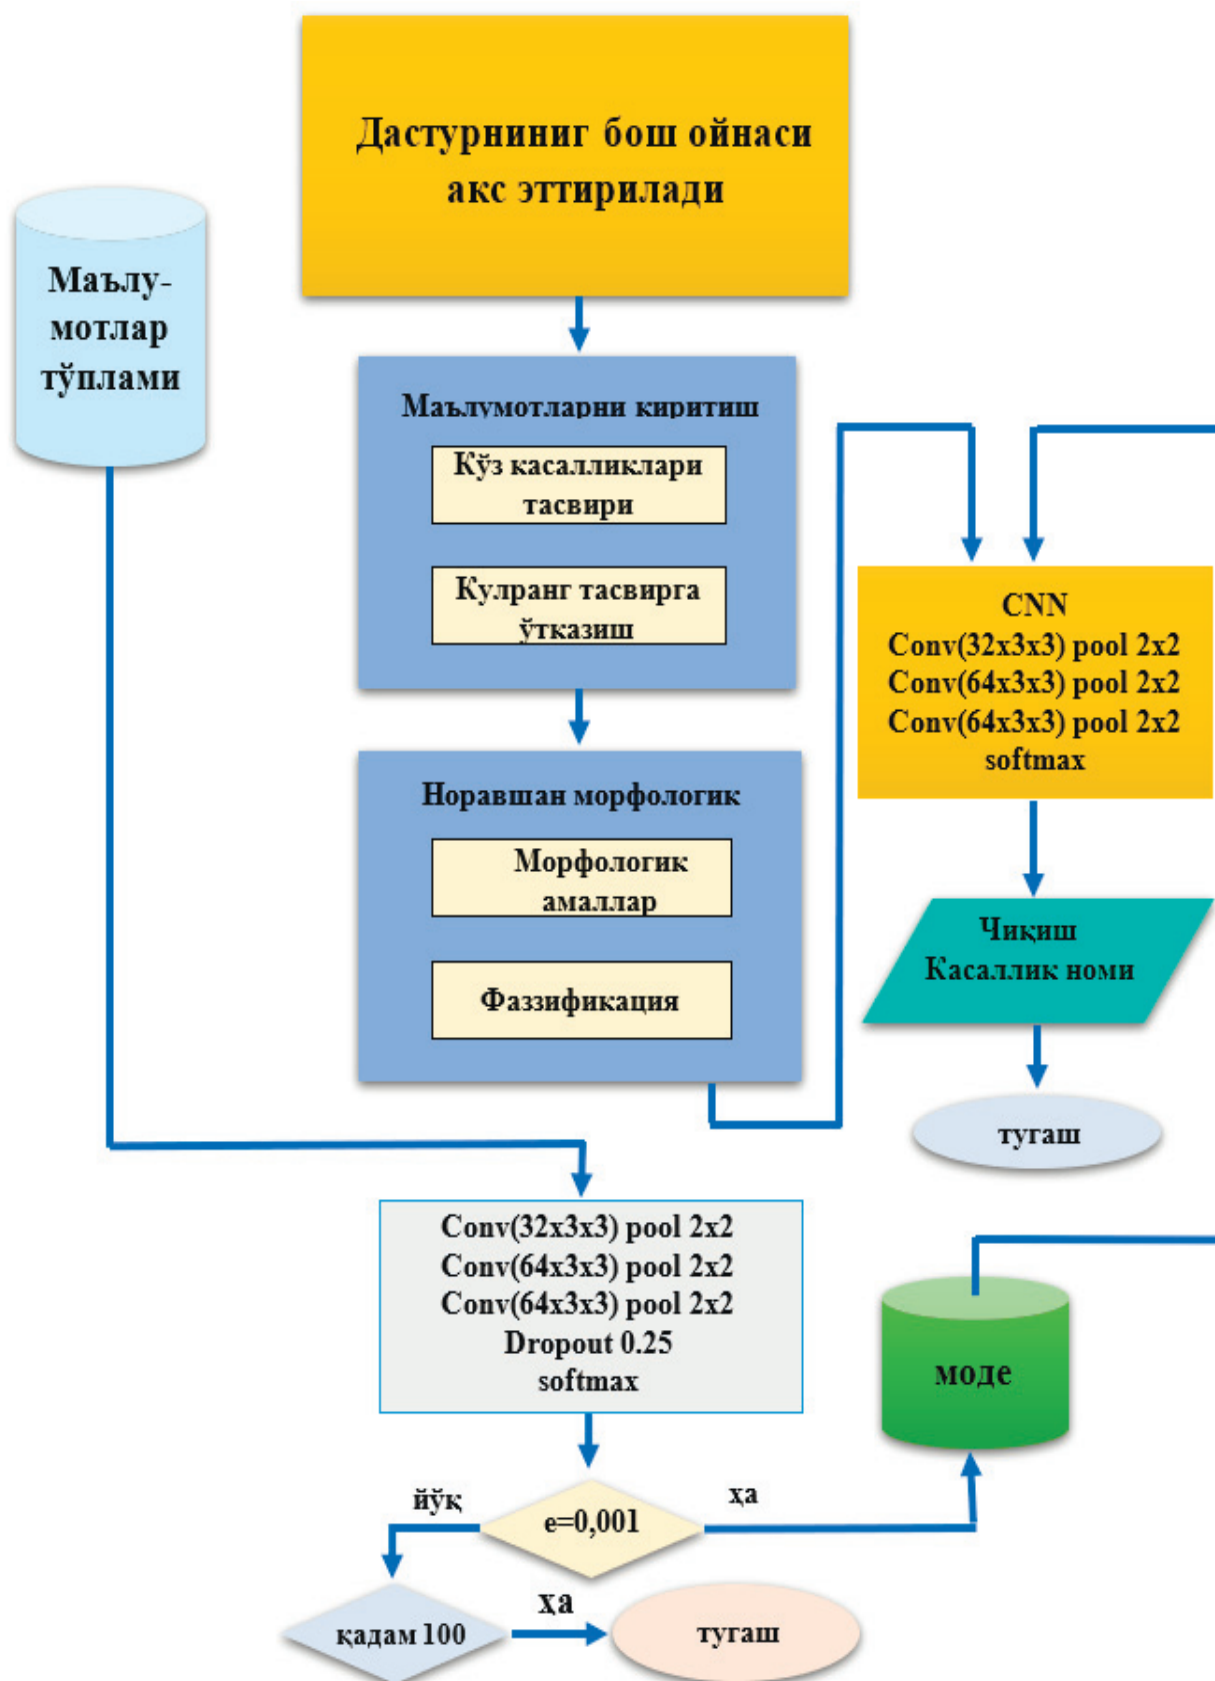 Дастурнинг бош ойнаси
акс эттирилади
Маълу-
мотлар
тўплами
Маълумотларни киритиш
Кўз касалликлари
тасвири
Кулранг тасвирга
ўтказиш
Норавшан морфологик
Морфологик
амаллар
Фаззификация
CNN
Conv(32x3x3) pool 2x2
Conv(64x3x3) pool 2x2
Conv(64x3x3) pool 2x2
softmax
Чиқиш
Касаллик номи
тугаш
Conv(32x3x3) pool 2x2
Conv(64x3x3) pool 2x2
Conv(64x3x3) pool 2x2
Dropout 0.25
softmax
моде
йўқ
e=0,001
ҳа
қадам 100
ҳа
тугаш